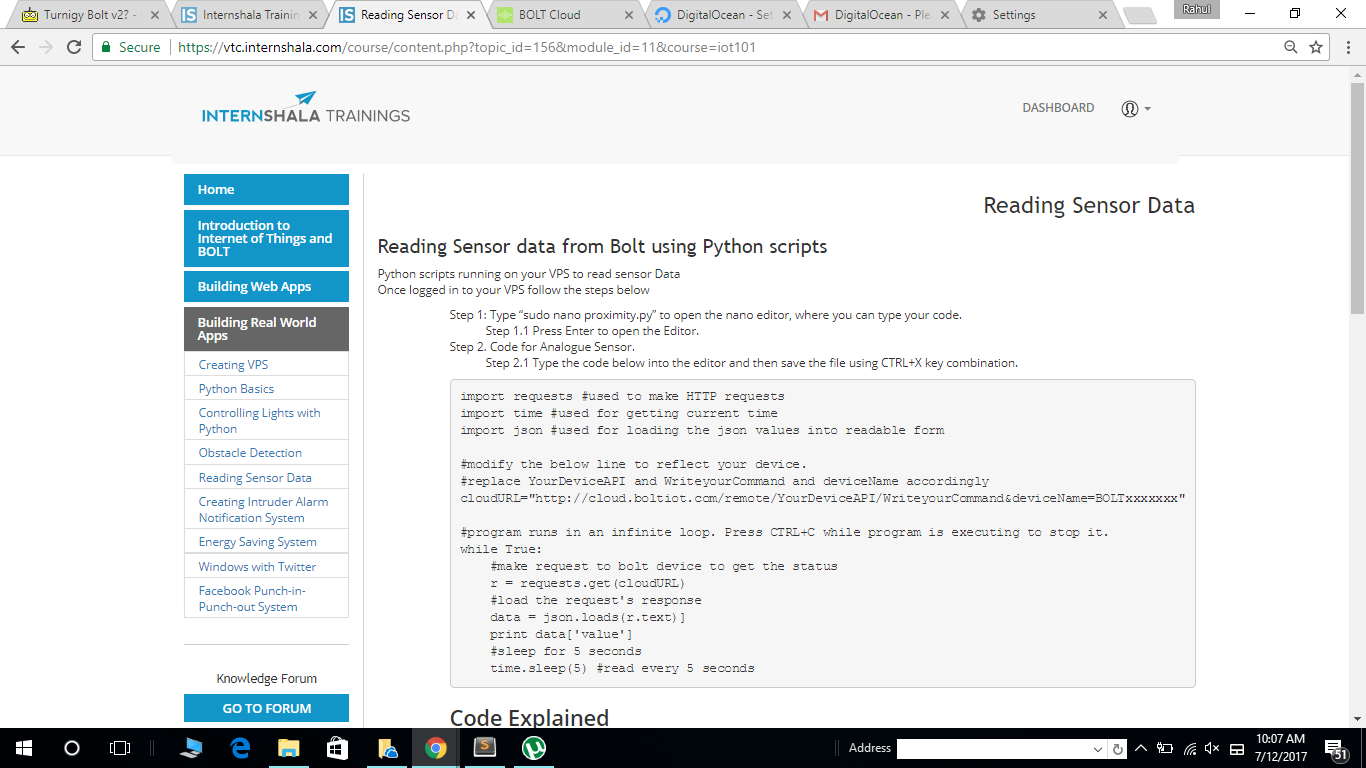 Turnigy Bolt v2? -
Internshala Trainin
Reading Sensor Da
BOLT Cloud
DigitalOcean - Set
DigitalOcean - Ple
Settings
Rahul
Secure
https://vtc.internshala.com/course/content.php?topic_id=156&module_id=11&course=iot101
INTERNSHALA TRAININGS
DASHBOARD
Home
Introduction to
Internet of Things and
BOLT
Building Web Apps
Building Real World
Apps
Creating VPS
Python Basics
Controlling Lights with
Python
Obstacle Detection
Reading Sensor Data
Creating Intruder Alarm
Notification System
Energy Saving System
Windows with Twitter
Facebook Punch-in-
Punch-out System
Knowledge Forum
GO TO FORUM
Reading Sensor Data
Reading Sensor data from Bolt using Python scripts
Python scripts running on your VPS to read sensor Data
Once logged in to your VPS follow the steps below
Step 1: Type “sudo nano proximity.py” to open the nano editor, where you can type your code.
Step 1.1 Press Enter to open the Editor.
Step 2. Code for Analogue Sensor.
Step 2.1 Type the code below into the editor and then save the file using CTRL+X key combination.
import requests #used to make HTTP requests
import time #used for getting current time
import json #used for loading the json values into readable form
#modify the below line to reflect your device.
#replace YourDeviceAPI and WriteyourCommand and deviceName accordingly
cloudURL="http://cloud.boltiot.com/remote/YourDeviceAPI/WriteyourCommand&deviceName=BOLTxxxxxxx"
#program runs in an infinite loop. Press CTRL+C while program is executing to stop it.
while True:
#make request to bolt device to get the status
r = requests.get(cloudURL)
#load the request's response
data = json.loads(r.text)]
print data['value']
#sleep for 5 seconds
time.sleep(5) #read every 5 seconds
Code Explained
Address
10:07 AM
7/12/2017
51